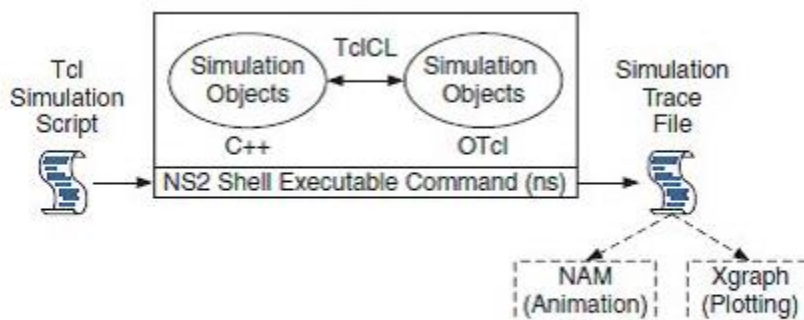 Tcl
Simulation
Script
TclCL
Simulation
Objects
Simulation
Objects
C++
OTcl
NS2 Shell Executable Command (ns)
Simulation
Trace
File
NAM
(Animation)
Xgraph
(Plotting)